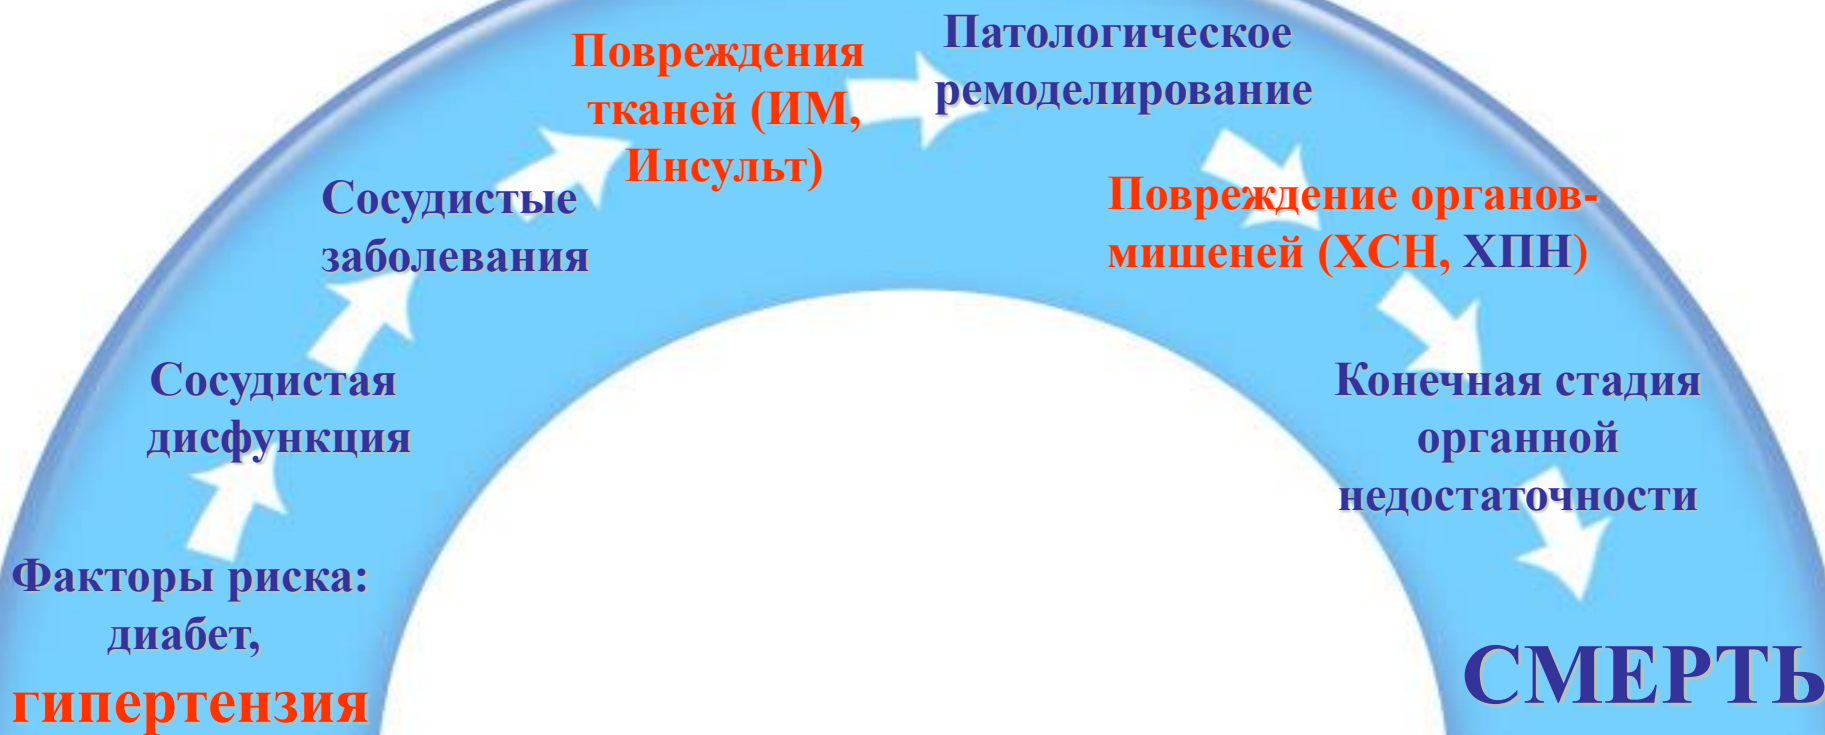 Факторы риска:
диабет,
гипертензия
Сосудистая
дисфункция
Сосудистые
заболевания
Повреждения
тканей (ИМ,
Инсульт)
Патологическое
ремоделирование
Повреждение органов-
мишеней (ХСН, ХПН)
Конечная стадия
органной
недостаточности
СМЕРТЬ